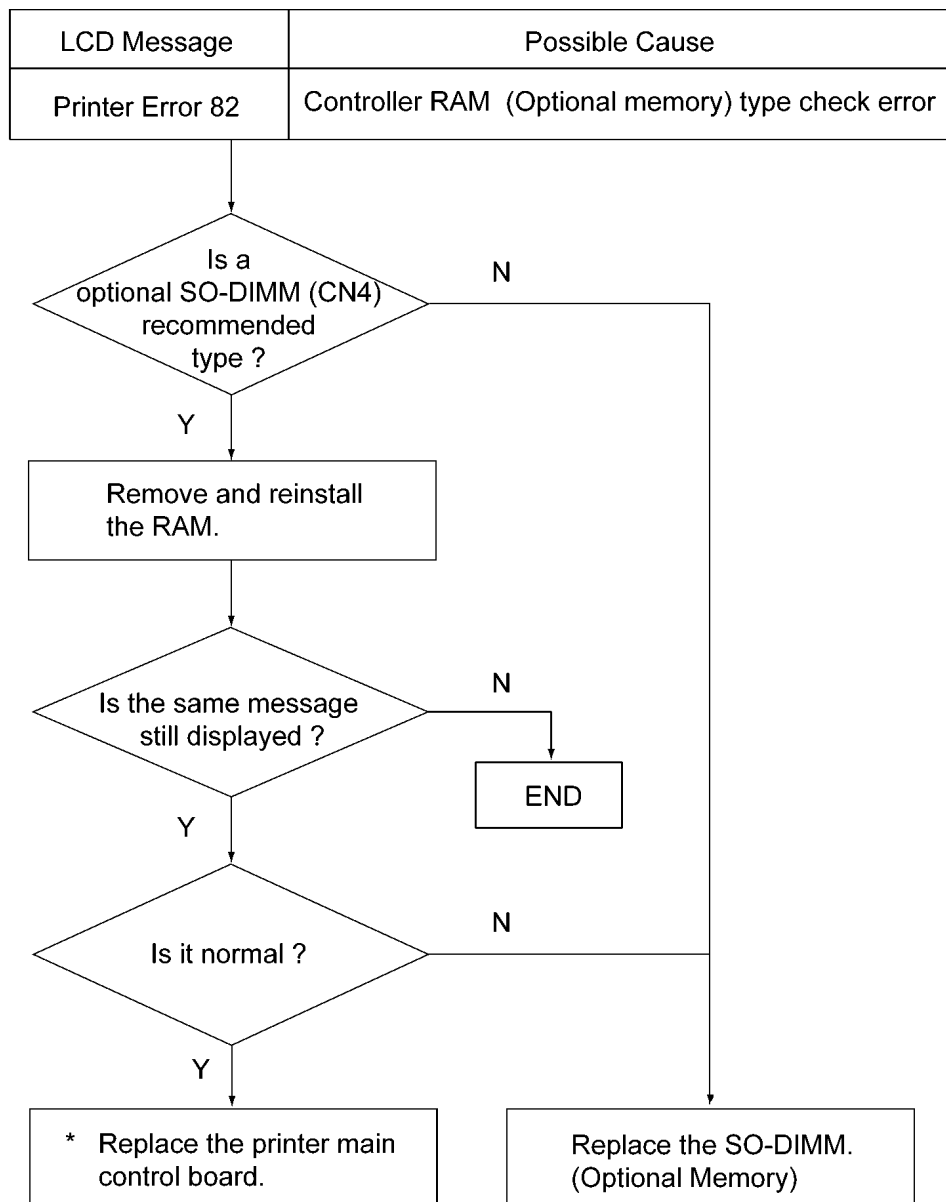 LCD Message
Possible Cause
Printer Error 82
Controller RAM (Optional memory) type check error
Is a
optional SO-DIMM (CN4)
recommended
type ?
N
Y
Remove and reinstall
the RAM.
Is the same message
still displayed ?
N
END
Y
Is it normal ?
N
Y
* Replace the printer main
control board.
Replace the SO-DIMM.
(Optional Memory)